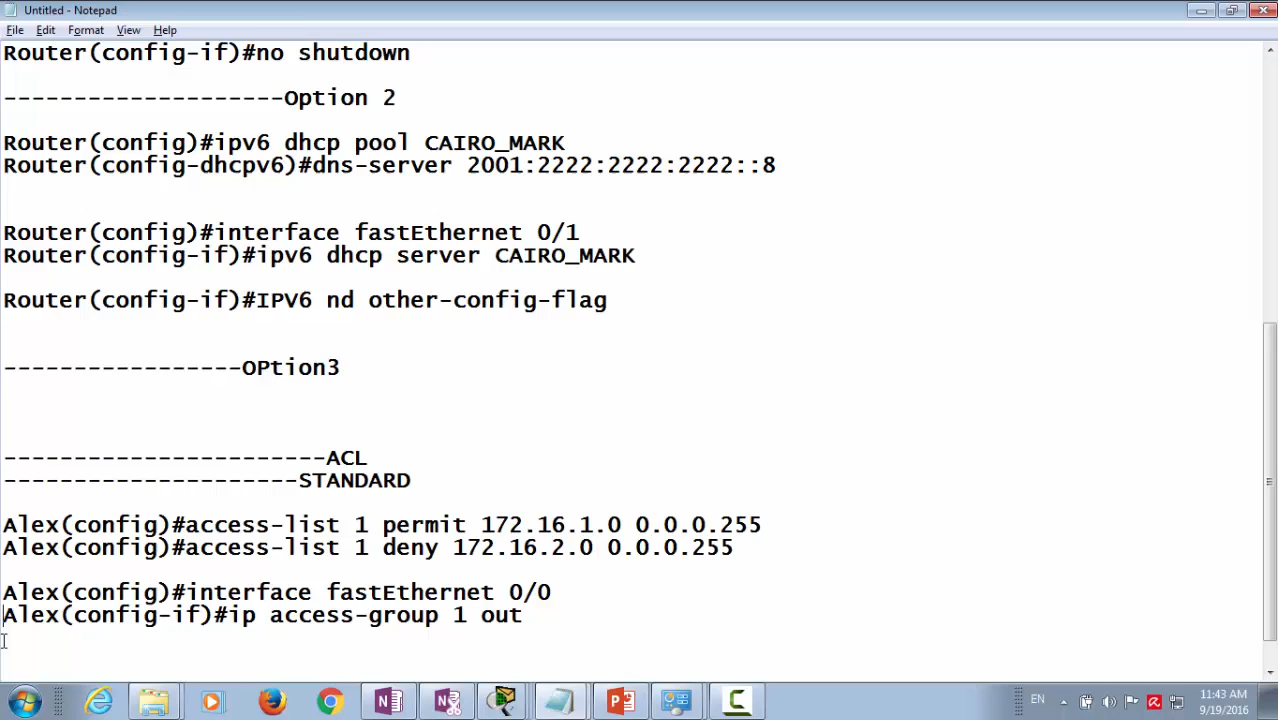 Untitled - Notepad
File Edit Format View Help
Router(config-if)#no shutdown
--------------------Option 2
Router(config)#ipv6 dhcp pool CAIRO_MARK
Router(config-dhcpv6)#dns-server 2001:2222:2222:2222::8
Router(config)#interface fastEthernet 0/1
Router(config-if)#ipv6 dhcp server CAIRO_MARK
Router(config-if)#IPV6 nd other-config-flag
-----------------OPtion3
-----------------------ACL
---------------------STANDARD
Alex(config)#access-list 1 permit 172.16.1.0 0.0.0.255
Alex(config)#access-list 1 deny 172.16.2.0 0.0.0.255
Alex(config)#interface fastEthernet 0/0
Alex(config-if)#ip access-group 1 out
EN
11:43 AM
9/19/2016